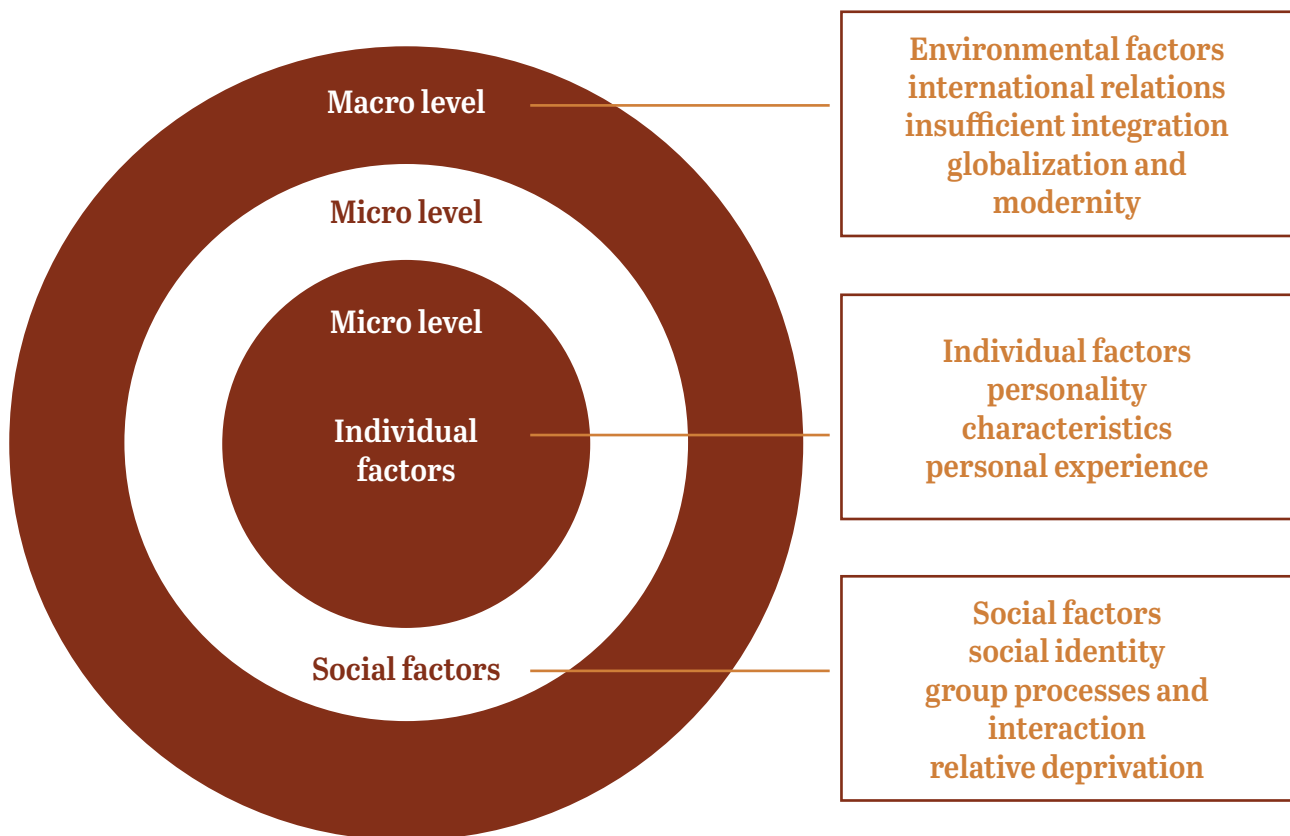 Macro level
Micro level
Micro level
Individual
factors
Social factors
Environmental factors
international relations
insufficient integration
globalization and
modernity
Individual factors
personality
characteristics
personal experience
Social factors
social identity
group processes and
interaction
relative deprivation